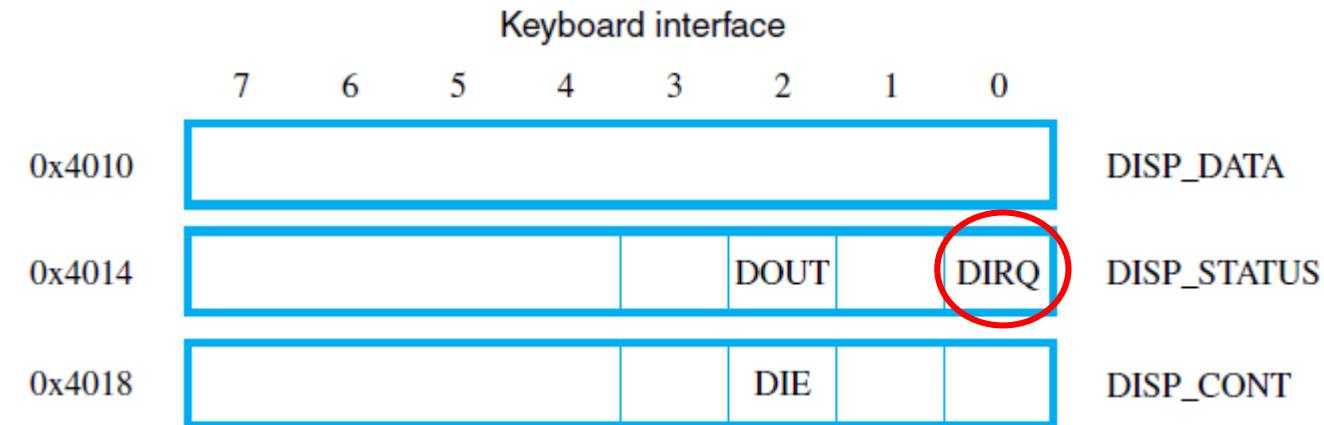 Keyboard interface
7 6 5 4 3 2 1 0
0x4010 DISP_DATA
0x4014 DOUT DIRQ DISP_STATUS
0x4018 DIE DISP_CONT